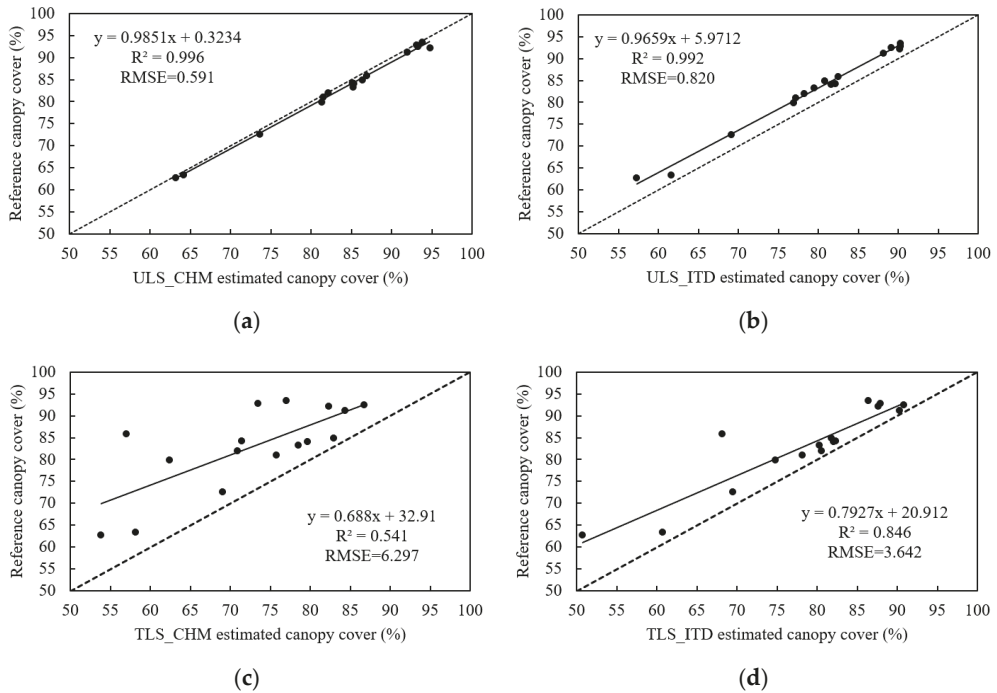 100
95
90
85
80
75
70
65
60
55
50
Reference canopy cover (%)
y = 0.9851x + 0.3234
R² = 0.996
RMSE=0.591
50 55 60 65 70 75 80 85 90 95 100
ULS_CHM estimated canopy cover (%)
(a)
100
95
90
85
80
75
70
65
60
55
50
Reference canopy cover (%)
y = 0.9659x + 5.9712
R² = 0.992
RMSE=0.820
50 55 60 65 70 75 80 85 90 95 100
ULS_ITD estimated canopy cover (%)
(b)
100
95
90
85
80
75
70
65
60
55
50
Reference canopy cover (%)
y = 0.688x + 32.91
R² = 0.541
RMSE=6.297
50 55 60 65 70 75 80 85 90 95 100
TLS_CHM estimated canopy cover (%)
(c)
100
95
90
85
80
75
70
65
60
55
50
Reference canopy cover (%)
y = 0.7927x + 20.912
R² = 0.846
RMSE=3.642
50 55 60 65 70 75 80 85 90 95 100
TLS_ITD estimated canopy cover (%)
(d)